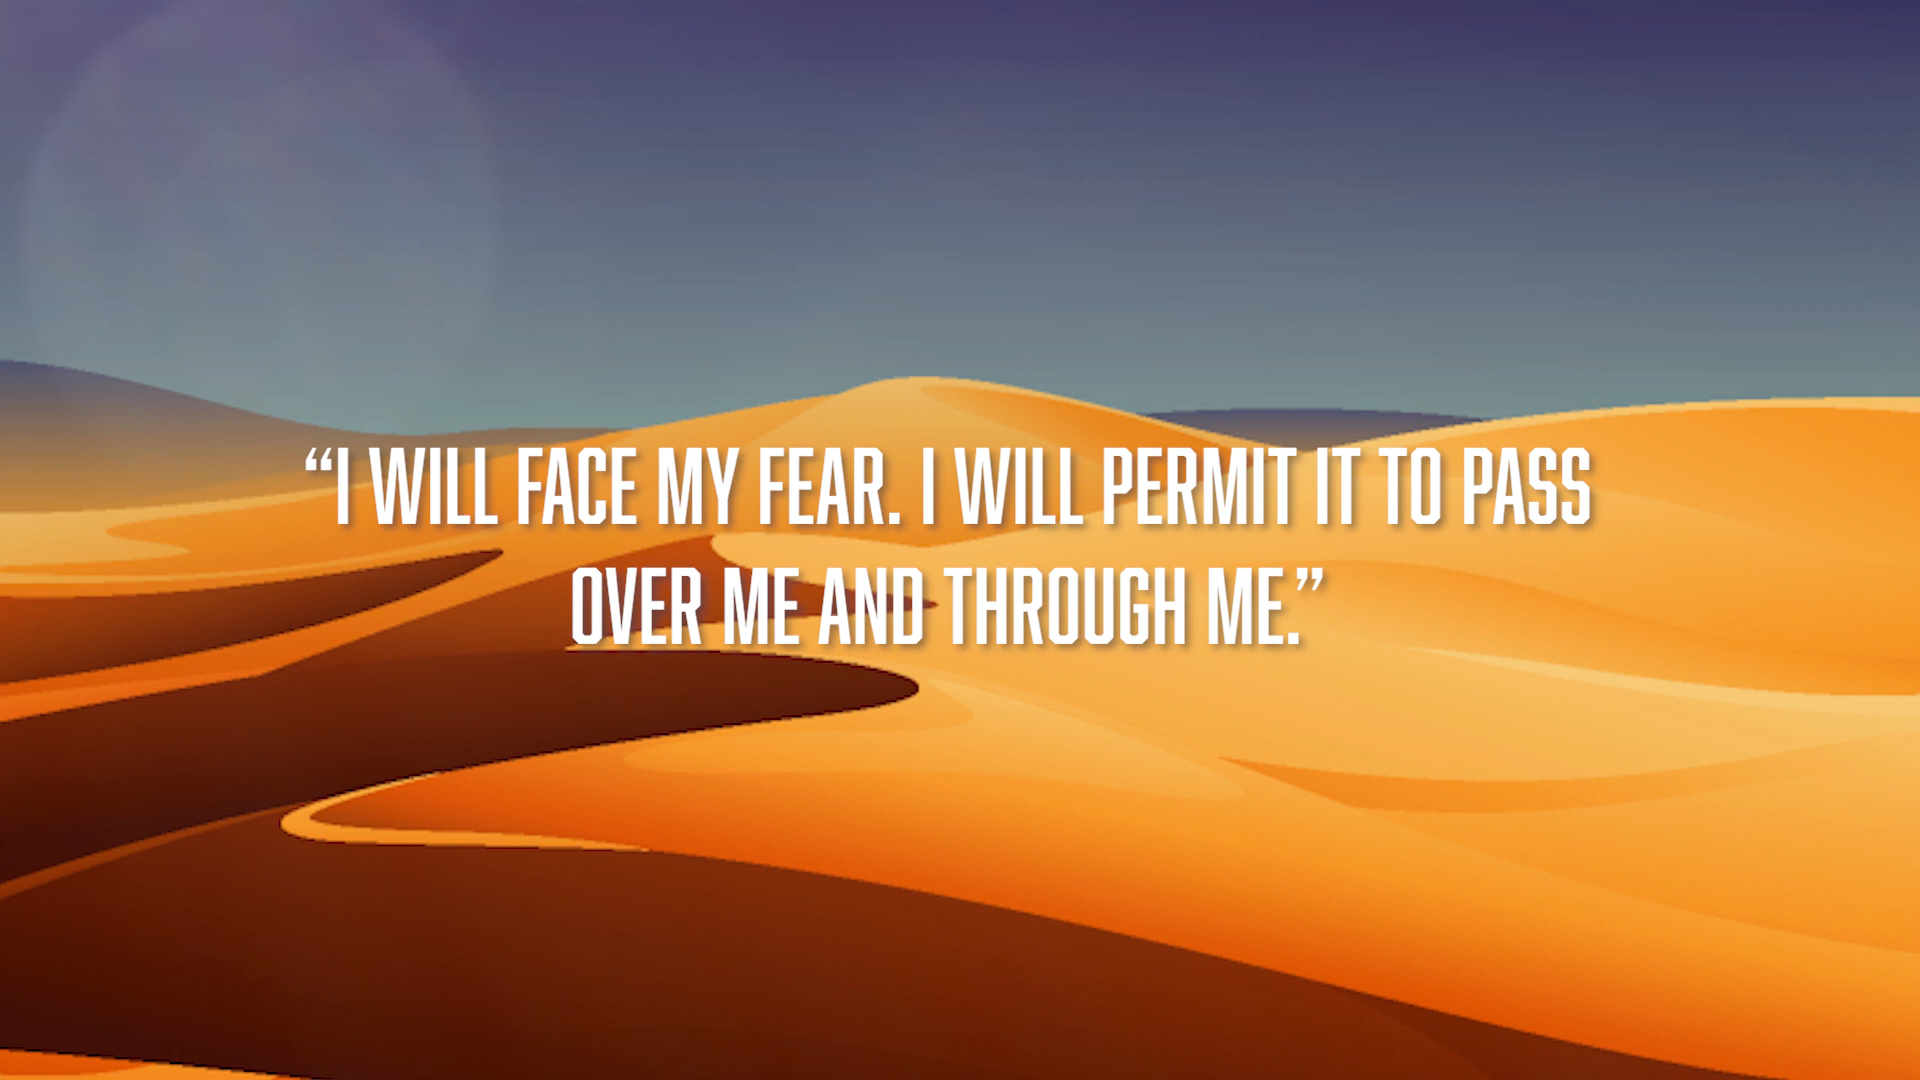 “I WILL FACE MY FEAR. I WILL PERMIT IT TO PASS
OVER ME AND THROUGH ME.”